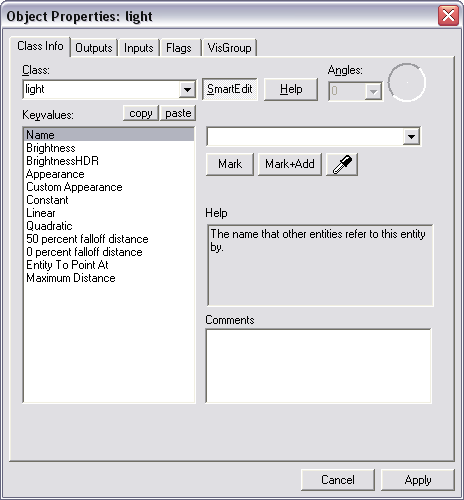 Object Properties: light
Class Info Outputs Inputs Flags VisGroup
Class: Angles:
light SmartEdit Help 0
Keyvalues: copy paste
Name
Brightness
BrightnessHDR
Appearance
Custom Appearance
Constant
Linear
Quadratic
50 percent falloff distance
0 percent falloff distance
Entity To Point At
Maximum Distance
Mark Mark+Add
Help
The name that other entities refer to this entity
by.
Comments
Cancel Apply